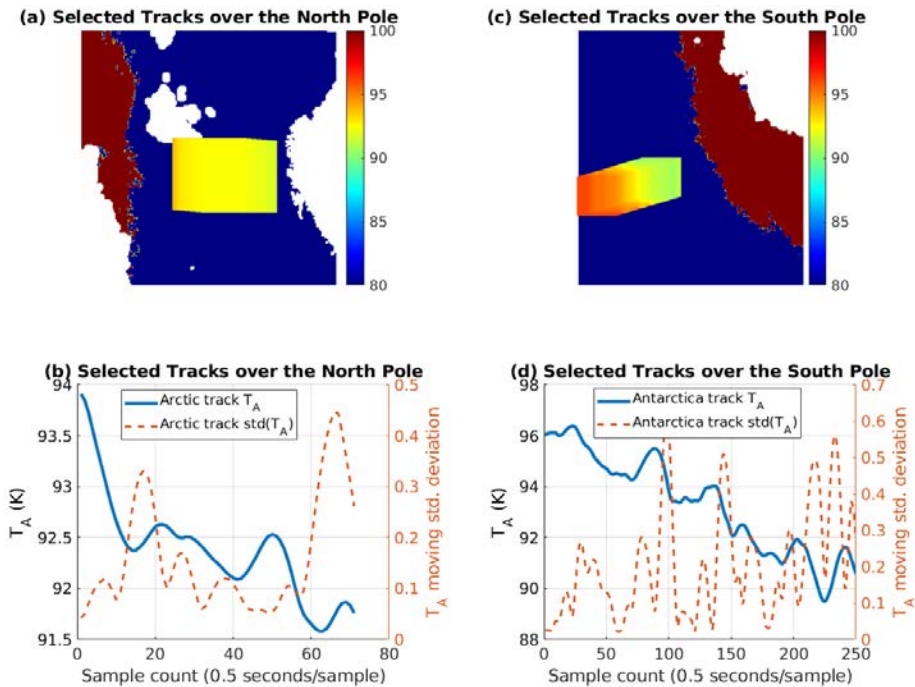 (a) Selected Tracks over the North Pole
100
95
90
85
80
(c) Selected Tracks over the South Pole
100
95
90
85
80
(b) Selected Tracks over the North Pole
94
93.5
93
92.5
92
91.5
T_A (K)
Arctic track T_A
Arctic track std(T_A)
0.5
0.4
0.3
0.2
0.1
0
T_A moving std. deviation
0 20 40 60 80
Sample count (0.5 seconds/sample)
(d) Selected Tracks over the South Pole
98
96
94
92
90
88
T_A (K)
Antarctica track T_A
Antarctica track std(T_A)
0.7
0.6
0.5
0.4
0.3
0.2
0.1
0
T_A moving std. deviation
0 50 100 150 200 250
Sample count (0.5 seconds/sample)